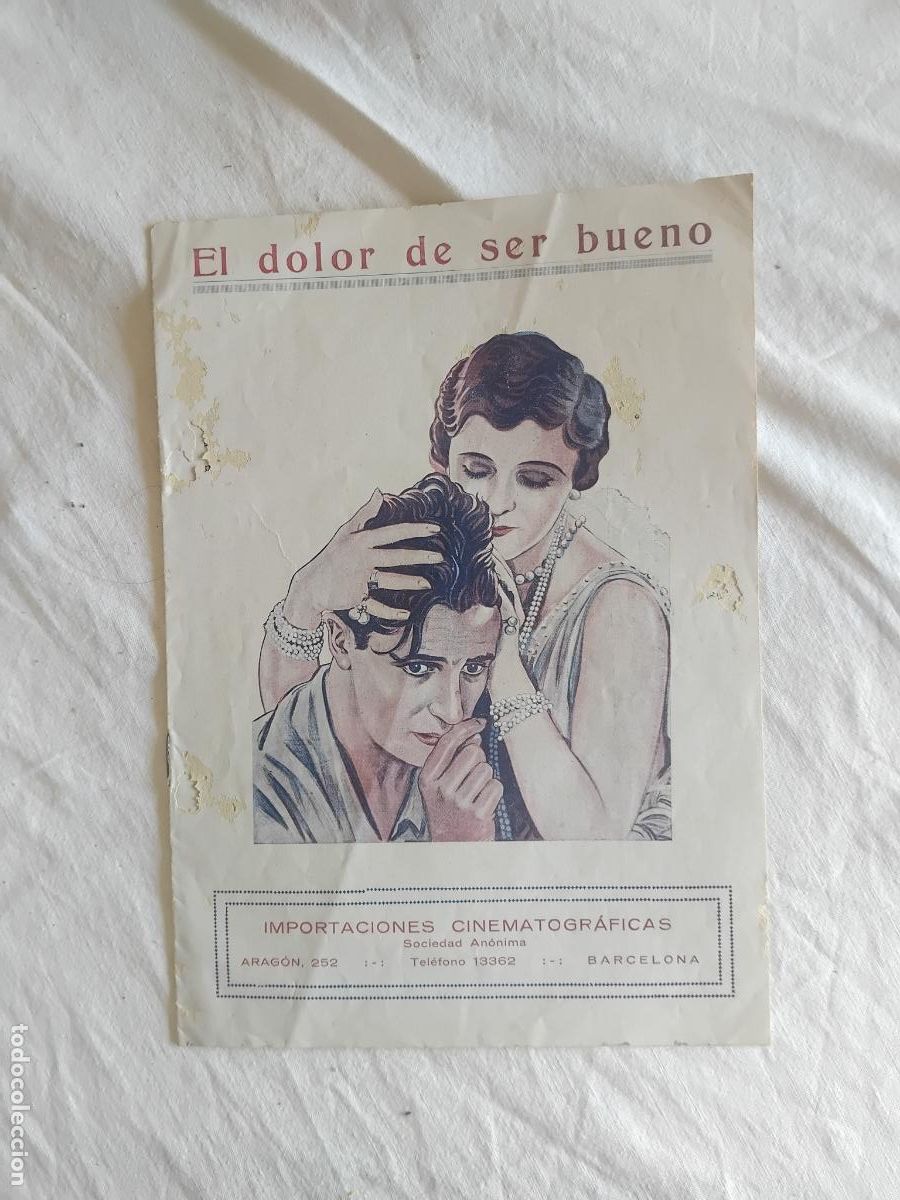 El dolor de ser bueno
IMPORTACIONES CINEMATOGRÁFICAS
Sociedad Anónima
ARAGÓN, 252 :-: Teléfono 13362 :-: BARCELONA
todocoleccion